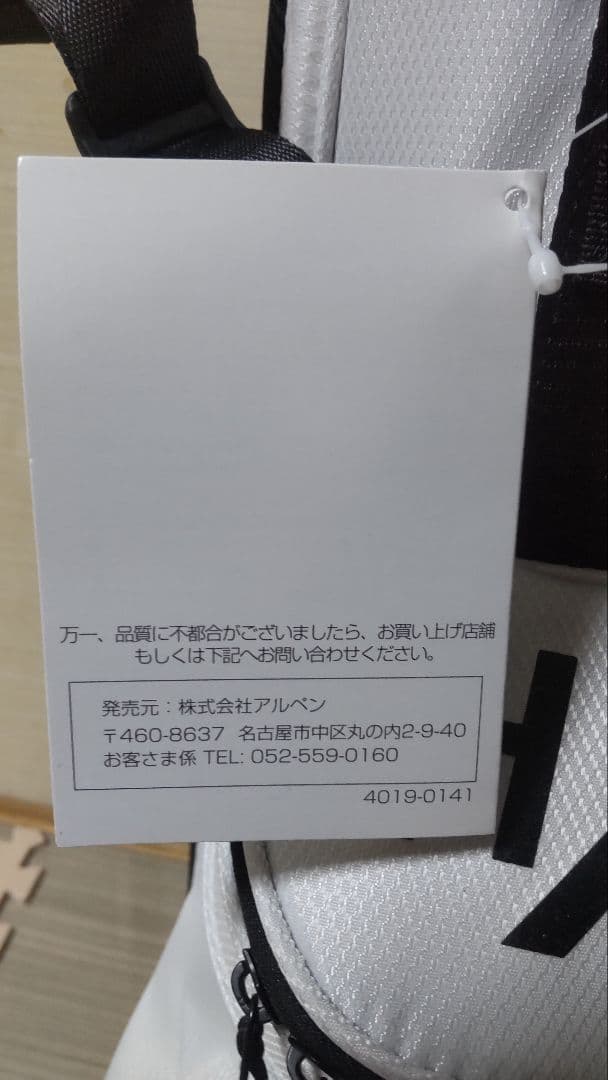 万一、品質に不都合がございましたら、お買い上げ店舗
もしくは下記へお問い合わせください。
発売元：株式会社アルペン
〒460-8637 名古屋市中区丸の内2-9-40
お客さま係 TEL: 052-559-0160
4019-0141